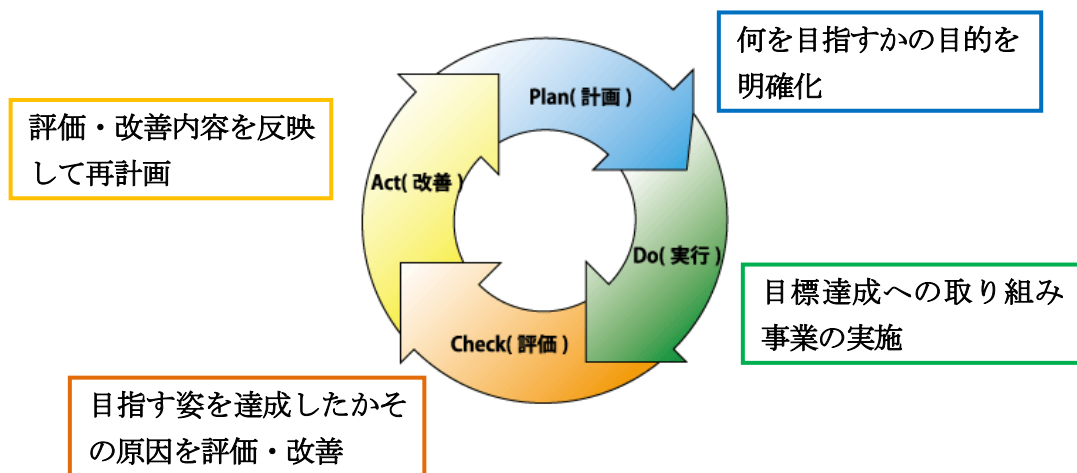 何を目指すかの目的を
明確化
Plan( 計画 )
評価・改善内容を反映
して再計画
Act( 改善 )
Do( 実行 )
目標達成への取り組み
事業の実施
Check( 評価 )
目指す姿を達成したかそ
の原因を評価・改善